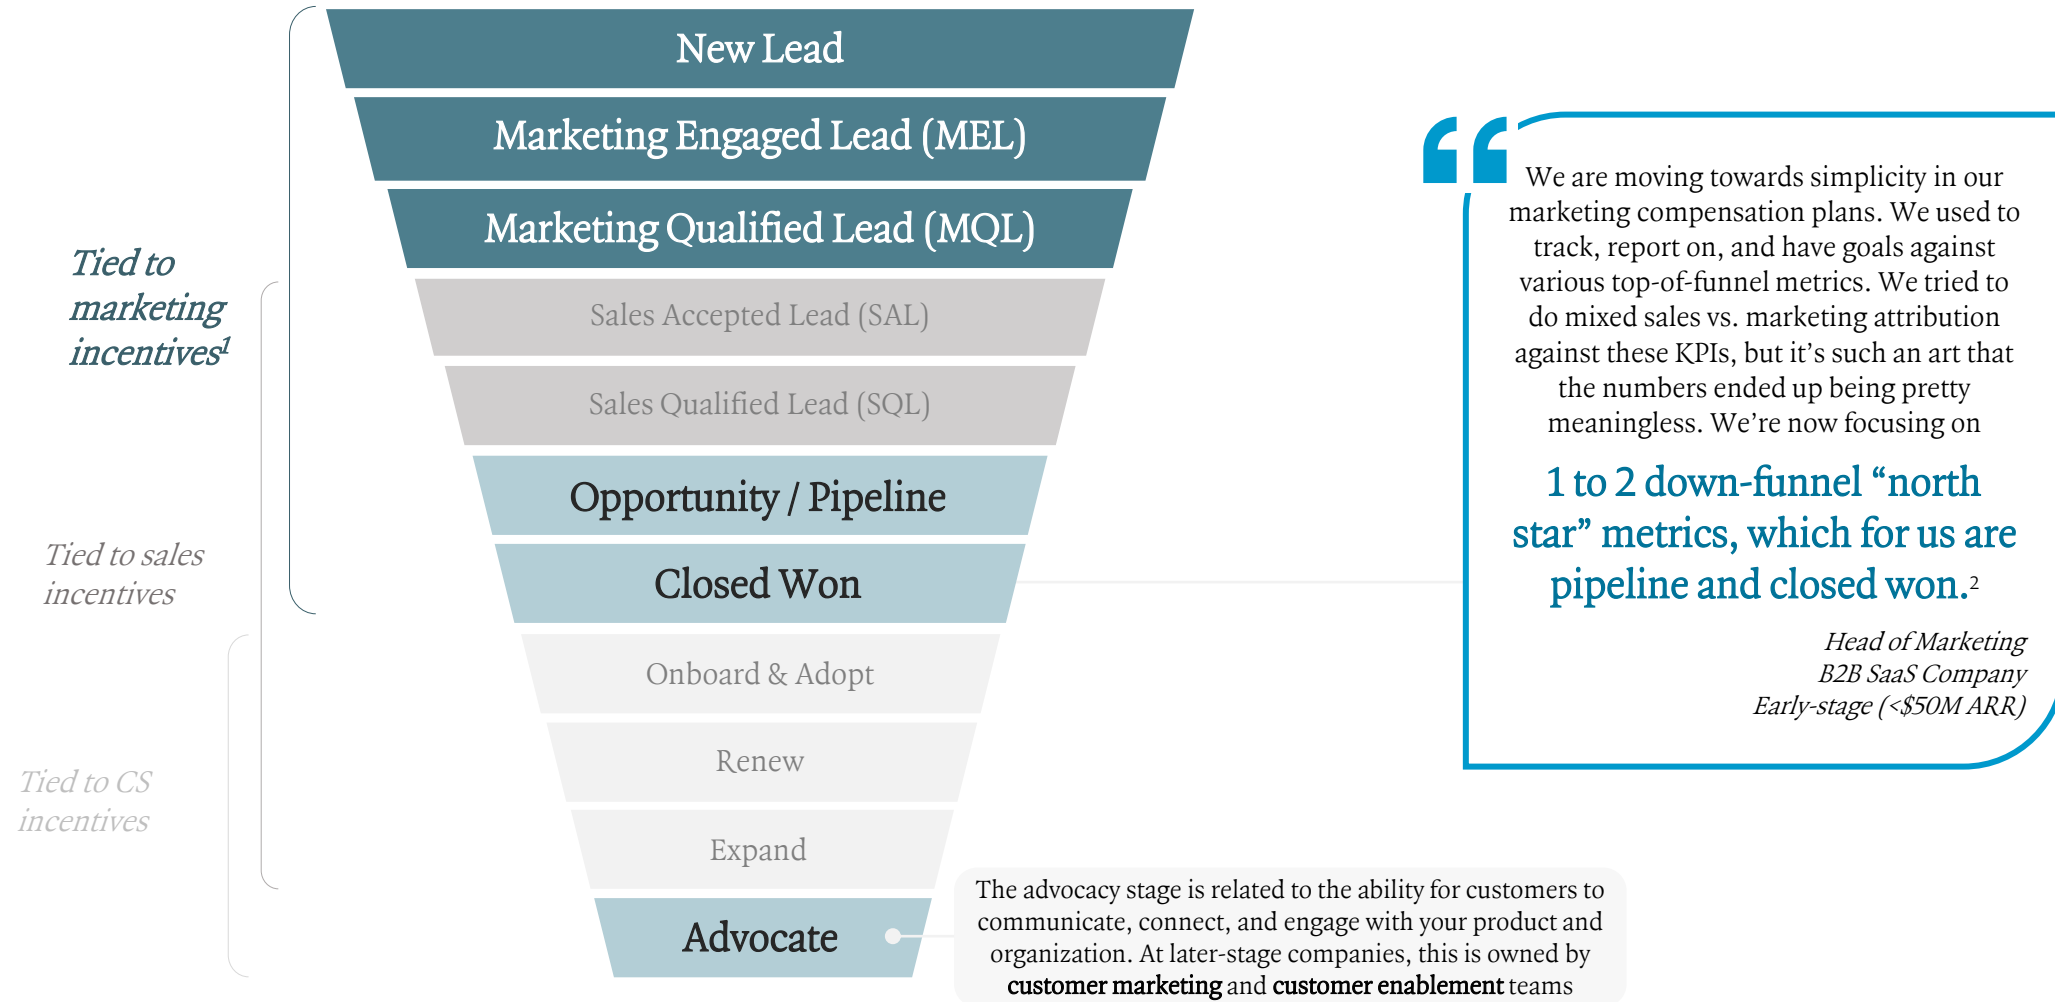 New Lead
Marketing Engaged Lead (MEL)
Marketing Qualified Lead (MQL)
Sales Accepted Lead (SAL)
Sales Qualified Lead (SQL)
Opportunity / Pipeline
Closed Won
Onboard & Adopt
Renew
Expand
Advocate
Tied to
marketing
incentives¹
Tied to sales
incentives
Tied to CS
incentives
“
We are moving towards simplicity in our
marketing compensation plans. We used to
track, report on, and have goals against
various top-of-funnel metrics. We tried to
do mixed sales vs. marketing attribution
against these KPIs, but it’s such an art that
the numbers ended up being pretty
meaningless. We’re now focusing on
1 to 2 down-funnel “north
star” metrics, which for us are
pipeline and closed won.²
Head of Marketing
B2B SaaS Company
Early-stage (<$50M ARR)
The advocacy stage is related to the ability for customers to
communicate, connect, and engage with your product and
organization. At later-stage companies, this is owned by
customer marketing and customer enablement teams